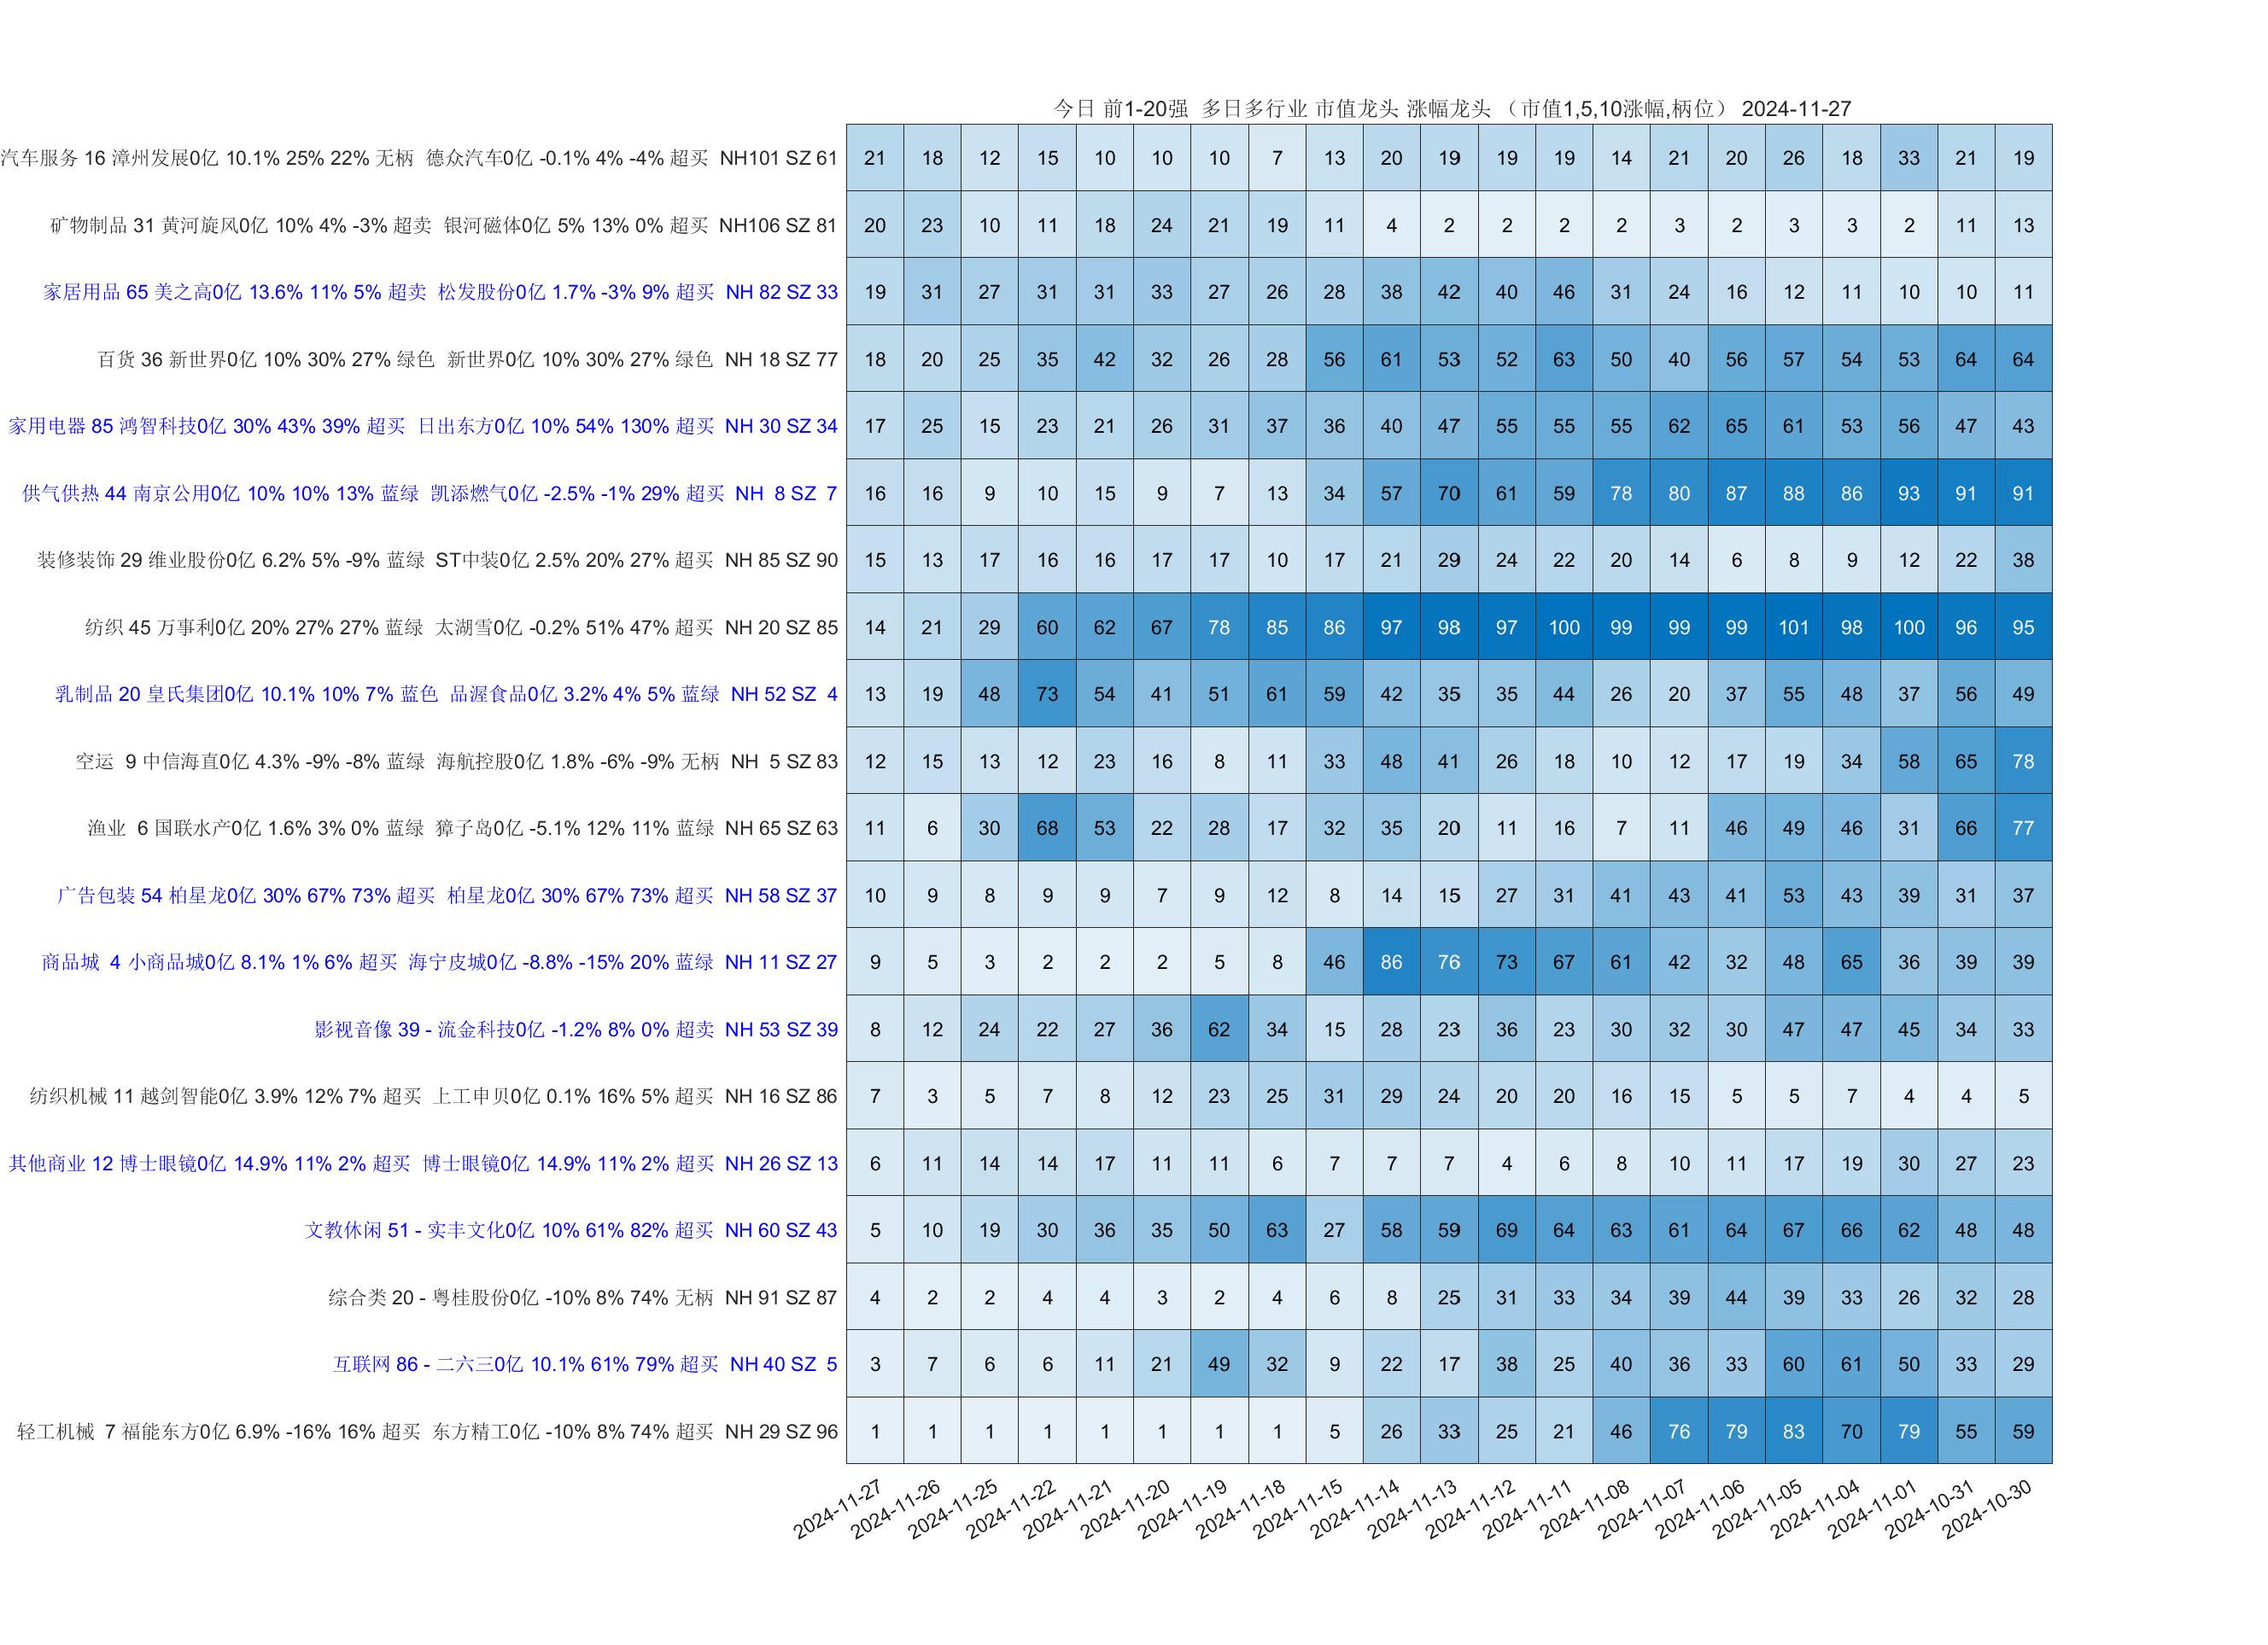 今日 前1-20强 多日多行业 市值龙头 涨幅龙头 （市值1,5,10涨幅,柄位） 2024-11-27
汽车服务 16 漳州发展0亿 10.1% 25% 22% 无柄 德众汽车0亿 -0.1% 4% -4% 超买 NH101 SZ 61 21 18 12 15 10 10 10 7 13 20 19 19 19 14 21 20 26 18 33 21 19
矿物制品 31 黄河旋风0亿 10% 4% -3% 超卖 银河磁体0亿 5% 13% 0% 超买 NH106 SZ 81 20 23 10 11 18 24 21 19 11 4 2 2 2 2 3 2 3 3 2 11 13
家居用品 65 美之高0亿 13.6% 11% 5% 超卖 松发股份0亿 1.7% -3% 9% 超买 NH 82 SZ 33 19 31 27 31 31 33 27 26 28 38 42 40 46 31 24 16 12 11 10 10 11
百货 36 新世界0亿 10% 30% 27% 绿色 新世界0亿 10% 30% 27% 绿色 NH 18 SZ 77 18 20 25 35 42 32 26 28 56 61 53 52 63 50 40 56 57 54 53 64 64
家用电器 85 鸿智科技0亿 30% 43% 39% 超买 日出东方0亿 10% 54% 130% 超买 NH 30 SZ 34 17 25 15 23 21 26 31 37 36 40 47 55 55 55 62 65 61 53 56 47 43
供气供热 44 南京公用0亿 10% 10% 13% 蓝绿 凯添燃气0亿 -2.5% -1% 29% 超买 NH 8 SZ 7 16 16 9 10 15 9 7 13 34 57 70 61 59 78 80 87 88 86 93 91 91
装修装饰 29 维业股份0亿 6.2% 5% -9% 蓝绿 ST中装0亿 2.5% 20% 27% 超买 NH 85 SZ 90 15 13 17 16 16 17 17 10 17 21 29 24 22 20 14 6 8 9 12 22 38
纺织 45 万事利0亿 20% 27% 27% 蓝绿 太湖雪0亿 -0.2% 51% 47% 超买 NH 20 SZ 85 14 21 29 60 62 67 78 85 86 97 98 97 100 99 99 99 101 98 100 96 95
乳制品 20 皇氏集团0亿 10.1% 10% 7% 蓝色 品渥食品0亿 3.2% 4% 5% 蓝绿 NH 52 SZ 4 13 19 48 73 54 41 51 61 59 42 35 35 44 26 20 37 55 48 37 56 49
空运 9 中信海直0亿 4.3% -9% -8% 蓝绿 海航控股0亿 1.8% -6% -9% 无柄 NH 5 SZ 83 12 15 13 12 23 16 8 11 33 48 41 26 18 10 12 17 19 34 58 65 78
渔业 6 国联水产0亿 1.6% 3% 0% 蓝绿 獐子岛0亿 -5.1% 12% 11% 蓝绿 NH 65 SZ 63 11 6 30 68 53 22 28 17 32 35 20 11 16 7 11 46 49 46 31 66 77
广告包装 54 柏星龙0亿 30% 67% 73% 超买 柏星龙0亿 30% 67% 73% 超买 NH 58 SZ 37 10 9 8 9 9 7 9 12 8 14 15 27 31 41 43 41 53 43 39 31 37
商品城 4 小商品城0亿 8.1% 1% 6% 超买 海宁皮城0亿 -8.8% -15% 20% 蓝绿 NH 11 SZ 27 9 5 3 2 2 2 5 8 46 86 76 73 67 61 42 32 48 65 36 39 39
影视音像 39 - 流金科技0亿 -1.2% 8% 0% 超卖 NH 53 SZ 39 8 12 24 22 27 36 62 34 15 28 23 36 23 30 32 30 47 47 45 34 33
纺织机械 11 越剑智能0亿 3.9% 12% 7% 超买 上工申贝0亿 0.1% 16% 5% 超买 NH 16 SZ 86 7 3 5 7 8 12 23 25 31 29 24 20 20 16 15 5 5 7 4 4 5
其他商业 12 博士眼镜0亿 14.9% 11% 2% 超买 博士眼镜0亿 14.9% 11% 2% 超买 NH 26 SZ 13 6 11 14 14 17 11 11 6 7 7 7 4 6 8 10 11 17 19 30 27 23
文教休闲 51 - 实丰文化0亿 10% 61% 82% 超买 NH 60 SZ 43 5 10 19 30 36 35 50 63 27 58 59 69 64 63 61 64 67 66 62 48 48
综合类 20 - 粤桂股份0亿 -10% 8% 74% 无柄 NH 91 SZ 87 4 2 2 4 4 3 2 4 6 8 25 31 33 34 39 44 39 33 26 32 28
互联网 86 - 二六三0亿 10.1% 61% 79% 超买 NH 40 SZ 5 3 7 6 6 11 21 49 32 9 22 17 38 25 40 36 33 60 61 50 33 29
轻工机械 7 福能东方0亿 6.9% -16% 16% 超买 东方精工0亿 -10% 8% 74% 超买 NH 29 SZ 96 1 1 1 1 1 1 1 1 5 26 33 25 21 46 76 79 83 70 79 55 59
2024-11-27 2024-11-26 2024-11-25 2024-11-22 2024-11-21 2024-11-20 2024-11-19 2024-11-18 2024-11-15 2024-11-14 2024-11-13 2024-11-12 2024-11-11 2024-11-08 2024-11-07 2024-11-06 2024-11-05 2024-11-04 2024-11-01 2024-10-31 2024-10-30